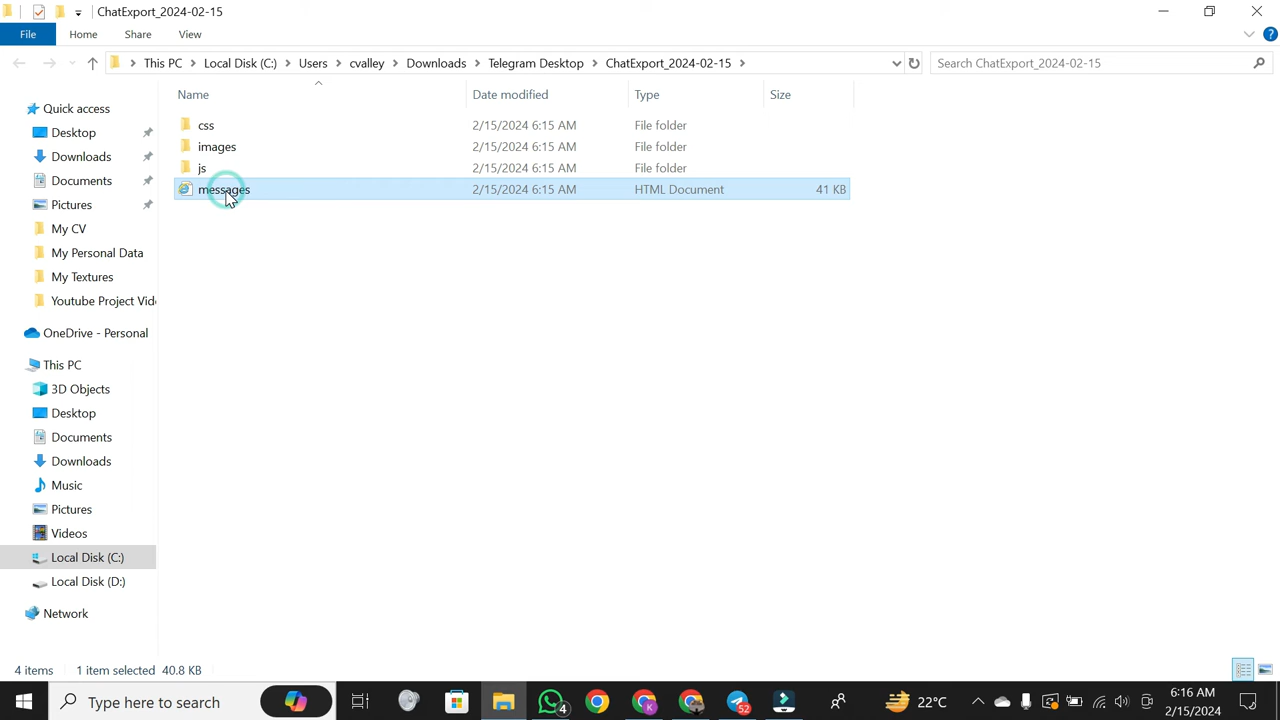 ChatExport_2024-02-15
File Home Share View
This PC Local Disk (C:) Users cvalley Downloads Telegram Desktop ChatExport_2024-02-15
Search ChatExport_2024-02-15
Name Date modified Type Size
css 2/15/2024 6:15 AM File folder
images 2/15/2024 6:15 AM File folder
js 2/15/2024 6:15 AM File folder
messages 2/15/2024 6:15 AM HTML Document 41 KB
Quick access
Desktop
Downloads
Documents
Pictures
My CV
My Personal Data
My Textures
Youtube Project Vide
OneDrive - Personal
This PC
3D Objects
Desktop
Documents
Downloads
Music
Pictures
Videos
Local Disk (C:)
Local Disk (D:)
Network
4 items 1 item selected 40.8 KB
Type here to search
4
K
52
22°C
6:16 AM
2/15/2024